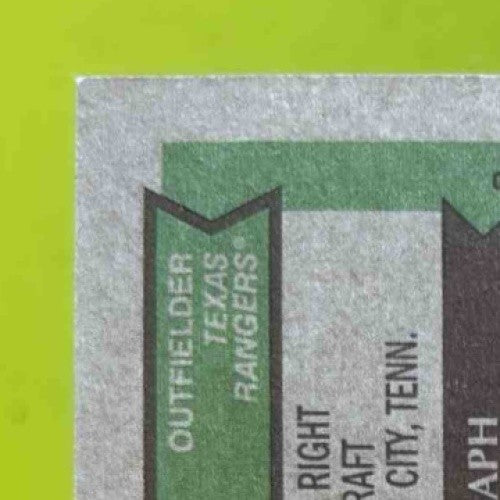 OUTFIELDER
TEXAS
RANGERS®
RIGHT
RAFT
CITY, TENN.
APH